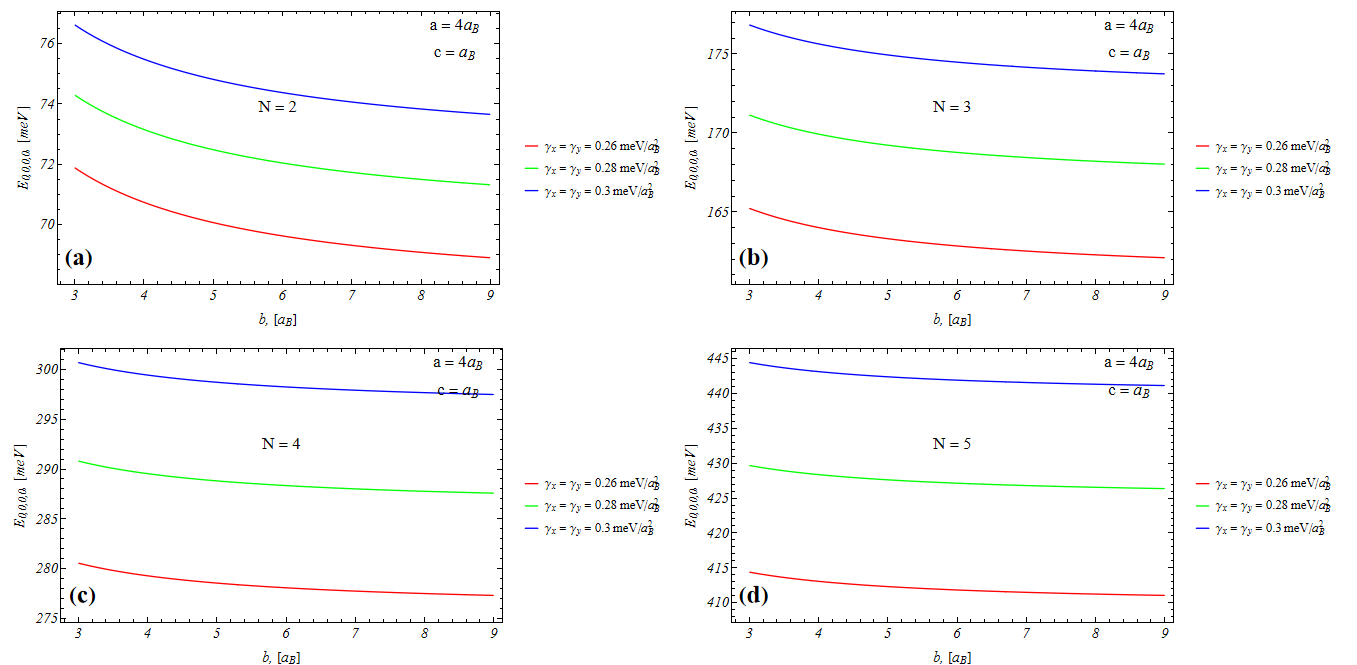 a = 4a_B
c = a_B
N = 2
(a)
E_{0,0,0,0}, [meV]
76
74
72
70
3 4 5 6 7 8 9
b, [a_B]
γ_x = γ_y = 0.26 meV/a_B^2
γ_x = γ_y = 0.28 meV/a_B^2
γ_x = γ_y = 0.3 meV/a_B^2
a = 4a_B
c = a_B
N = 3
(b)
E_{0,0,0,0}, [meV]
175
170
165
3 4 5 6 7 8 9
b, [a_B]
γ_x = γ_y = 0.26 meV/a_B^2
γ_x = γ_y = 0.28 meV/a_B^2
γ_x = γ_y = 0.3 meV/a_B^2
a = 4a_B
c = a_B
N = 4
(c)
E_{0,0,0,0}, [meV]
300
295
290
285
280
275
3 4 5 6 7 8 9
b, [a_B]
γ_x = γ_y = 0.26 meV/a_B^2
γ_x = γ_y = 0.28 meV/a_B^2
γ_x = γ_y = 0.3 meV/a_B^2
a = 4a_B
c = a_B
N = 5
(d)
E_{0,0,0,0}, [meV]
445
440
435
430
425
420
415
410
3 4 5 6 7 8 9
b, [a_B]
γ_x = γ_y = 0.26 meV/a_B^2
γ_x = γ_y = 0.28 meV/a_B^2
γ_x = γ_y = 0.3 meV/a_B^2